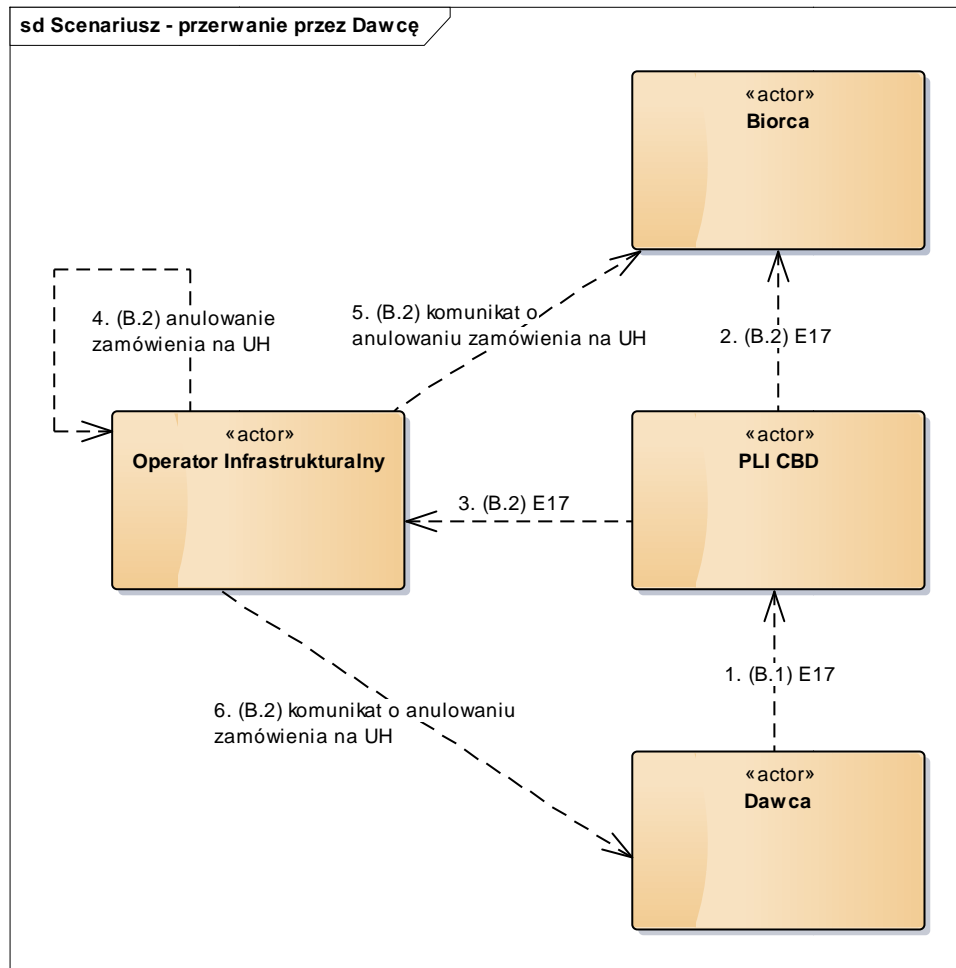 sd Scenariusz - przerwanie przez Dawcę
«actor»
Biorca
4. (B.2) anulowanie
zamówienia na UH
5. (B.2) komunikat o
anulowaniu zamówienia na UH
2. (B.2) E17
«actor»
Operator Infrastrukturalny
«actor»
PLI CBD
3. (B.2) E17
1. (B.1) E17
6. (B.2) komunikat o anulowaniu
zamówienia na UH
«actor»
Dawca